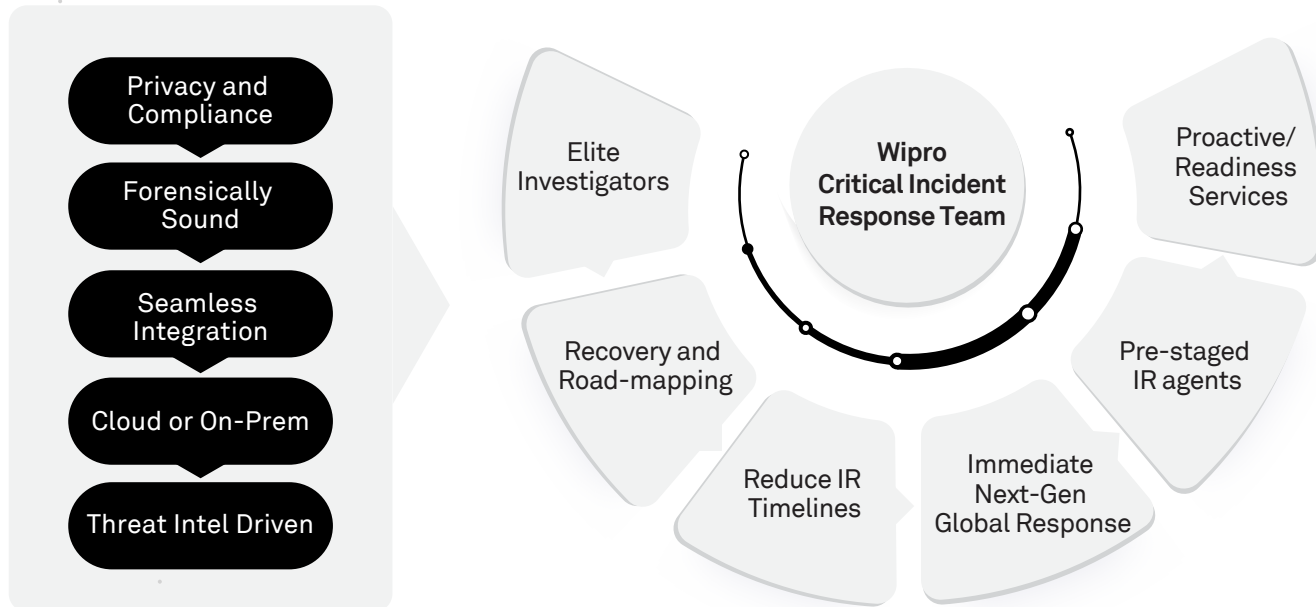 Privacy and
Compliance
Forensically
Sound
Seamless
Integration
Cloud or On-Prem
Threat Intel Driven
Elite
Investigators
Wipro
Critical Incident
Response Team
Proactive/
Readiness
Services
Recovery and
Road-mapping
Pre-staged
IR agents
Reduce IR
Timelines
Immediate
Next-Gen
Global Response